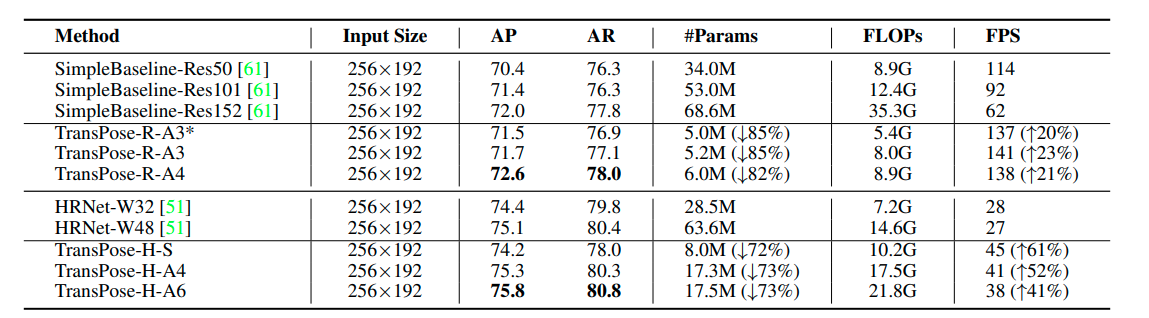 Method Input Size AP AR #Params FLOPs FPS
SimpleBaseline-Res50 [61] 256×192 70.4 76.3 34.0M 8.9G 114
SimpleBaseline-Res101 [61] 256×192 71.4 76.3 53.0M 12.4G 92
SimpleBaseline-Res152 [61] 256×192 72.0 77.8 68.6M 35.3G 62
TransPose-R-A3* 256×192 71.5 76.9 5.0M (↓85%) 5.4G 137 (↑20%)
TransPose-R-A3 256×192 71.7 77.1 5.2M (↓85%) 8.0G 141 (↑23%)
TransPose-R-A4 256×192 72.6 78.0 6.0M (↓82%) 8.9G 138 (↑21%)
HRNet-W32 [51] 256×192 74.4 79.8 28.5M 7.2G 28
HRNet-W48 [51] 256×192 75.1 80.4 63.6M 14.6G 27
TransPose-H-S 256×192 74.2 78.0 8.0M (↓72%) 10.2G 45 (↑61%)
TransPose-H-A4 256×192 75.3 80.3 17.3M (↓73%) 17.5G 41 (↑52%)
TransPose-H-A6 256×192 75.8 80.8 17.5M (↓73%) 21.8G 38 (↑41%)